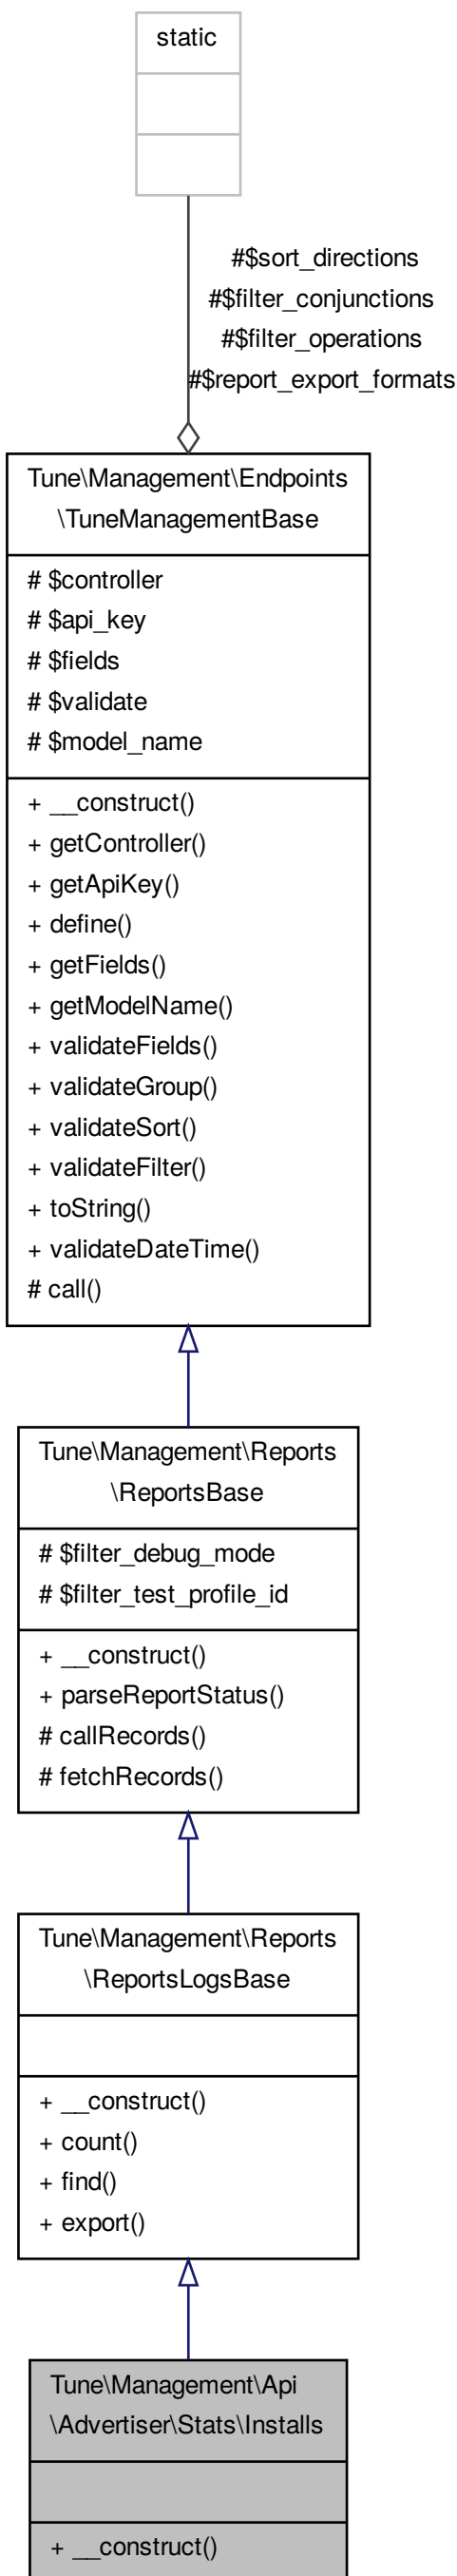 static
#$sort_directions
#$filter_conjunctions
#$filter_operations
#$report_export_formats
Tune\Management\Endpoints
\TuneManagementBase
# $controller
# $api_key
# $fields
# $validate
# $model_name
+ __construct()
+ getController()
+ getApiKey()
+ define()
+ getFields()
+ getModelName()
+ validateFields()
+ validateGroup()
+ validateSort()
+ validateFilter()
+ toString()
+ validateDateTime()
# call()
Tune\Management\Reports
\ReportsBase
# $filter_debug_mode
# $filter_test_profile_id
+ __construct()
+ parseReportStatus()
# callRecords()
# fetchRecords()
Tune\Management\Reports
\ReportsLogsBase
+ __construct()
+ count()
+ find()
+ export()
Tune\Management\Api
\Advertiser\Stats\Installs
+ __construct()